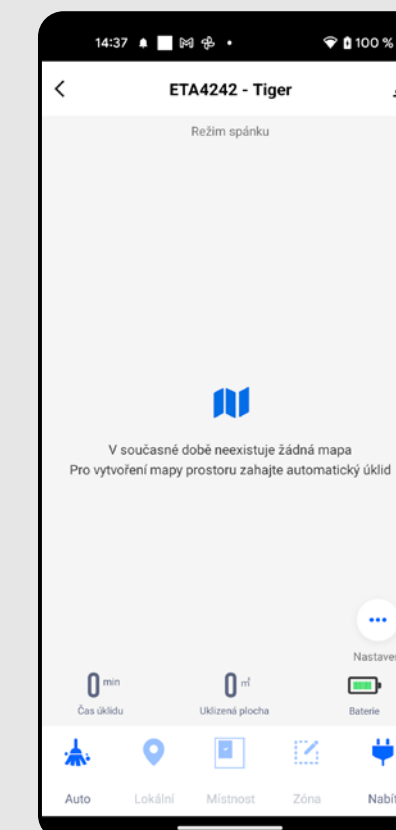 14:37 100 %
ETA4242 - Tiger
Režim spánku
V současné době neexistuje žádná mapa
Pro vytvoření mapy prostoru zahajte automatický úklid
0 min 0 ㎡
Čas úklidu Uklizená plocha Baterie
Auto Lokální Místnost Zóna